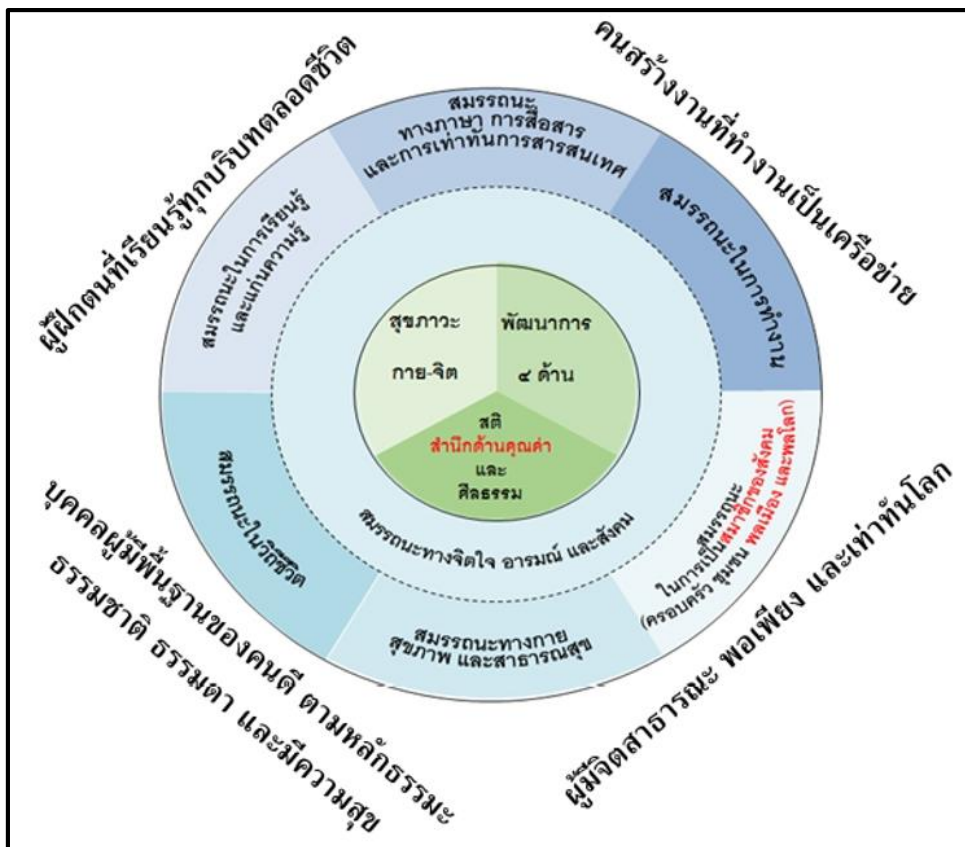 ผู้ฝึกตนที่เรียนรู้ทุกบริบทตลอดชีวิต
คนสร้างงานที่ทำงานเป็นเครือข่าย
สมรรถนะ
ทางภาษา การสื่อสาร
และการเท่าทันการสารสนเทศ
สมรรถนะในการเรียนรู้
และแก่นความรู้
สมรรถนะในการทำงาน
สุขภาวะ
กาย-จิต
พัฒนาการ
๔ ด้าน
สติ
สำนึกด้านคุณค่า
และ
ศีลธรรม
สมรรถนะทางจิตใจ อารมณ์ และสังคม
สมรรถนะในวิถีชีวิต
สมรรถนะทางกาย
สุขภาพ และสาธารณสุข
สมรรถนะ
ในการเป็นสมาชิกของสังคม
(ครอบครัว ชุมชน พลเมือง และพลโลก)
บุคคลผู้มีพื้นฐานของคนดี ตามหลักธรรมะ
ธรรมชาติ ธรรมดา และมีความสุข
ผู้มีจิตสาธารณะ พอเพียง และเท่าทันโลก